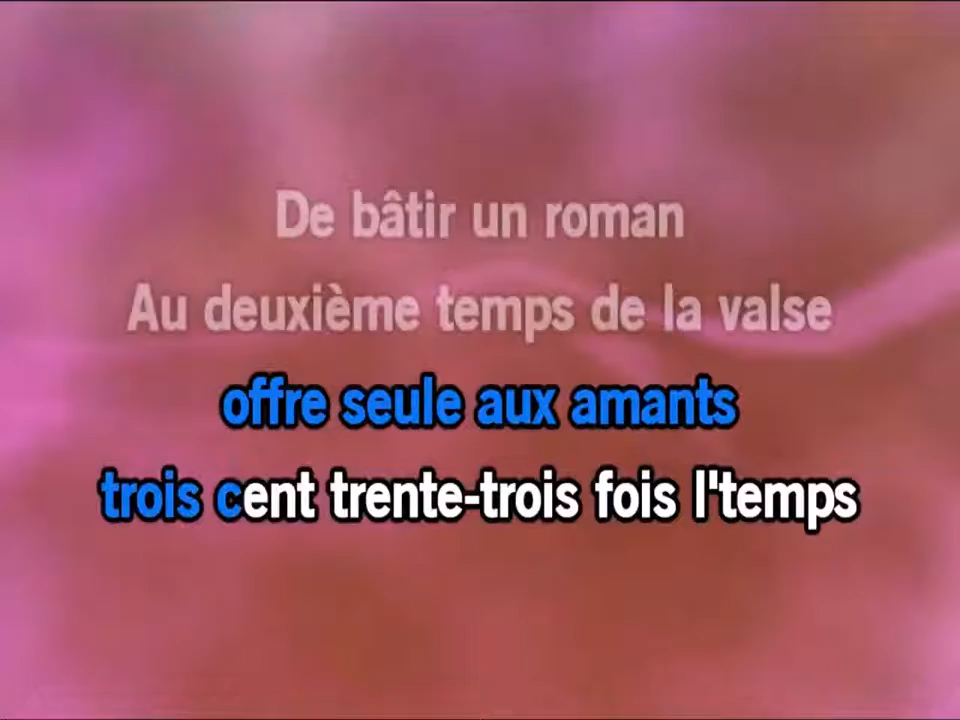 De bâtir un roman
Au deuxième temps de la valse
offre seule aux amants
trois cent trente-trois fois l'temps